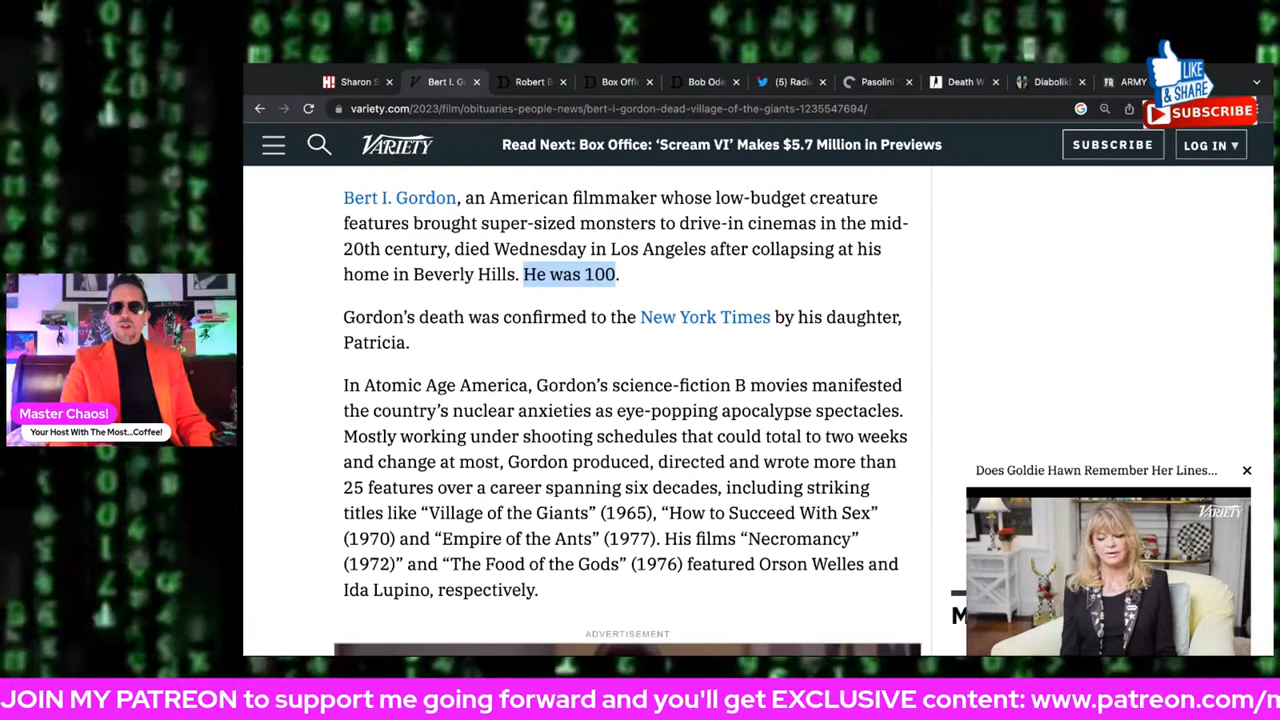 Sharon S
Bert I. G
Robert B
Box Offi
Bob Ode
(5) Radi
Pasolini
Death W
Diabolik
ARMY
LIKE
& SHARE
SUBSCRIBE
variety.com/2023/film/obituaries-people-news/bert-i-gordon-dead-village-of-the-giants-1235547694/
VARIETY
Read Next: Box Office: ‘Scream VI’ Makes $5.7 Million in Previews
SUBSCRIBE
LOG IN ▾
Bert I. Gordon, an American filmmaker whose low-budget creature
features brought super-sized monsters to drive-in cinemas in the mid-
20th century, died Wednesday in Los Angeles after collapsing at his
home in Beverly Hills. He was 100.
Gordon’s death was confirmed to the New York Times by his daughter,
Patricia.
In Atomic Age America, Gordon’s science-fiction B movies manifested
the country’s nuclear anxieties as eye-popping apocalypse spectacles.
Mostly working under shooting schedules that could total to two weeks
and change at most, Gordon produced, directed and wrote more than
25 features over a career spanning six decades, including striking
titles like “Village of the Giants” (1965), “How to Succeed With Sex”
(1970) and “Empire of the Ants” (1977). His films “Necromancy”
(1972)” and “The Food of the Gods” (1976) featured Orson Welles and
Ida Lupino, respectively.
ADVERTISEMENT
Does Goldie Hawn Remember Her Lines...
VARIETY
M
Master Chaos!
Your Host With The Most...Coffee!
JOIN MY PATREON to support me going forward and you'll get EXCLUSIVE content: www.patreon.com/